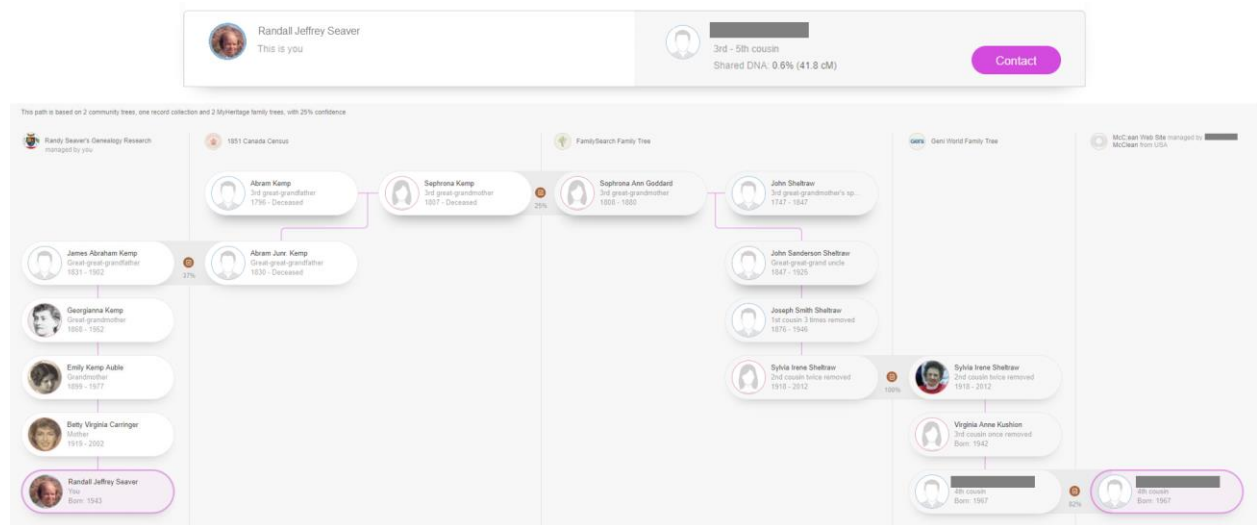 Randall Jeffrey Seaver
This is you
3rd - 5th cousin
Shared DNA: 0.6% (41.8 cM)
Contact
This path is based on 2 community trees, one record collection and 2 MyHeritage family trees, with 25% confidence
Randy Seaver's Genealogy Research
managed by you
1851 Canada Census
FamilySearch Family Tree
Geni
Geni World Family Tree
McClean Web Site managed by
McClean from USA
Abram Kemp
3rd great-grandfather
1796 - Deceased
Sephrona Kemp
3rd great-grandmother
1807 - Deceased
25%
Sophrona Ann Goddard
3rd great-grandmother
1808 - 1880
John Sheltraw
3rd great-grandmother's sp...
1747 - 1847
James Abraham Kemp
Great-great-grandfather
1831 - 1902
37%
Abram Junr. Kemp
Great-great-grandfather
1830 - Deceased
John Sanderson Sheltraw
Great-great-grand uncle
1847 - 1925
Georgianna Kemp
Great-grandmother
1868 - 1952
Joseph Smith Sheltraw
1st cousin 3 times removed
1876 - 1946
Emily Kemp Auble
Grandmother
1899 - 1977
Sylvia Irene Sheltraw
2nd cousin twice removed
1918 - 2012
100%
Sylvia Irene Sheltraw
2nd cousin twice removed
1918 - 2012
Betty Virginia Carringer
Mother
1919 - 2002
Virginia Anne Kushion
3rd cousin once removed
Born: 1942
Randall Jeffrey Seaver
You
Born: 1943
4th cousin
Born: 1967
82%
4th cousin
Born: 1967